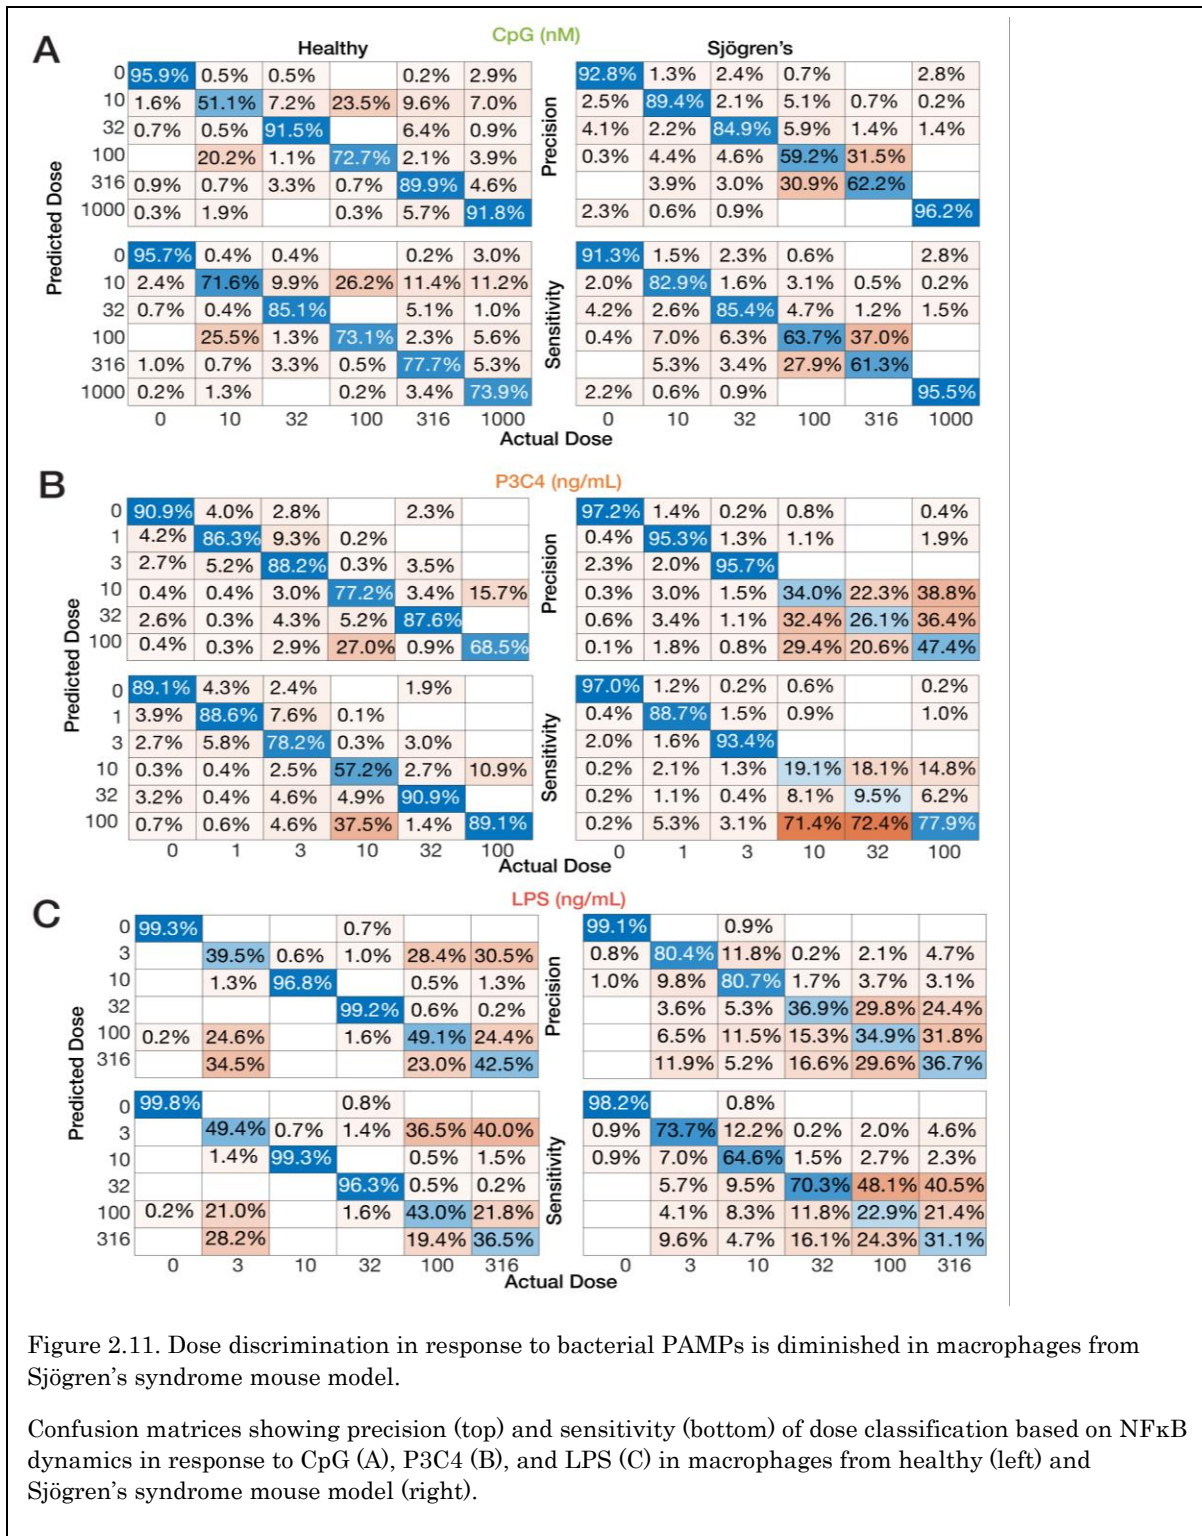 A
CpG (nM)
Healthy
Sjögren's
Predicted Dose
Precision
0 95.9% 0.5% 0.5% 0.2% 2.9% 92.8% 1.3% 2.4% 0.7% 2.8%
10 1.6% 51.1% 7.2% 23.5% 9.6% 7.0% 2.5% 89.4% 2.1% 5.1% 0.7% 0.2%
32 0.7% 0.5% 91.5% 6.4% 0.9% 4.1% 2.2% 84.9% 5.9% 1.4% 1.4%
100 20.2% 1.1% 72.7% 2.1% 3.9% 0.3% 4.4% 4.6% 59.2% 31.5%
316 0.9% 0.7% 3.3% 0.7% 89.9% 4.6% 3.9% 3.0% 30.9% 62.2%
1000 0.3% 1.9% 0.3% 5.7% 91.8% 2.3% 0.6% 0.9% 96.2%
Sensitivity
0 95.7% 0.4% 0.4% 0.2% 3.0% 91.3% 1.5% 2.3% 0.6% 2.8%
10 2.4% 71.6% 9.9% 26.2% 11.4% 11.2% 2.0% 82.9% 1.6% 3.1% 0.5% 0.2%
32 0.7% 0.4% 85.1% 5.1% 1.0% 4.2% 2.6% 85.4% 4.7% 1.2% 1.5%
100 25.5% 1.3% 73.1% 2.3% 5.6% 0.4% 7.0% 6.3% 63.7% 37.0%
316 1.0% 0.7% 3.3% 0.5% 77.7% 5.3% 5.3% 3.4% 27.9% 61.3%
1000 0.2% 1.3% 0.2% 3.4% 73.9% 2.2% 0.6% 0.9% 95.5%
0 10 32 100 316 1000 0 10 32 100 316 1000
Actual Dose
B
P3C4 (ng/mL)
Predicted Dose
Precision
0 90.9% 4.0% 2.8% 2.3% 97.2% 1.4% 0.2% 0.8% 0.4%
1 4.2% 86.3% 9.3% 0.2% 0.4% 95.3% 1.3% 1.1% 1.9%
3 2.7% 5.2% 88.2% 0.3% 3.5% 2.3% 2.0% 95.7%
10 0.4% 0.4% 3.0% 77.2% 3.4% 15.7% 0.3% 3.0% 1.5% 34.0% 22.3% 38.8%
32 2.6% 0.3% 4.3% 5.2% 87.6% 0.6% 3.4% 1.1% 32.4% 26.1% 36.4%
100 0.4% 0.3% 2.9% 27.0% 0.9% 68.5% 0.1% 1.8% 0.8% 29.4% 20.6% 47.4%
Predicted Dose
Sensitivity
0 89.1% 4.3% 2.4% 1.9% 97.0% 1.2% 0.2% 0.6% 0.2%
1 3.9% 88.6% 7.6% 0.1% 0.4% 88.7% 1.5% 0.9% 1.0%
3 2.7% 5.8% 78.2% 0.3% 3.0% 2.0% 1.6% 93.4%
10 0.3% 0.4% 2.5% 57.2% 2.7% 10.9% 0.2% 2.1% 1.3% 19.1% 18.1% 14.8%
32 3.2% 0.4% 4.6% 4.9% 90.9% 0.2% 1.1% 0.4% 8.1% 9.5% 6.2%
100 0.7% 0.6% 4.6% 37.5% 1.4% 89.1% 0.2% 5.3% 3.1% 71.4% 72.4% 77.9%
0 1 3 10 32 100 0 1 3 10 32 100
Actual Dose
C
LPS (ng/mL)
Predicted Dose
Precision
0 99.3% 0.7% 99.1% 0.9%
3 39.5% 0.6% 1.0% 28.4% 30.5% 0.8% 80.4% 11.8% 0.2% 2.1% 4.7%
10 1.3% 96.8% 0.5% 1.3% 1.0% 9.8% 80.7% 1.7% 3.7% 3.1%
32 99.2% 0.6% 0.2% 3.6% 5.3% 36.9% 29.8% 24.4%
100 0.2% 24.6% 1.6% 49.1% 24.4% 6.5% 11.5% 15.3% 34.9% 31.8%
316 34.5% 23.0% 42.5% 11.9% 5.2% 16.6% 29.6% 36.7%
Predicted Dose
Sensitivity
0 99.8% 0.8% 98.2% 0.8%
3 49.4% 0.7% 1.4% 36.5% 40.0% 0.9% 73.7% 12.2% 0.2% 2.0% 4.6%
10 1.4% 99.3% 0.5% 1.5% 0.9% 7.0% 64.6% 1.5% 2.7% 2.3%
32 96.3% 0.5% 0.2% 5.7% 9.5% 70.3% 48.1% 40.5%
100 0.2% 21.0% 1.6% 43.0% 21.8% 4.1% 8.3% 11.8% 22.9% 21.4%
316 28.2% 19.4% 36.5% 9.6% 4.7% 16.1% 24.3% 31.1%
0 3 10 32 100 316 0 3 10 32 100 316
Actual Dose
Figure 2.11. Dose discrimination in response to bacterial PAMPs is diminished in macrophages from
Sjögren's syndrome mouse model.
Confusion matrices showing precision (top) and sensitivity (bottom) of dose classification based on NFκB
dynamics in response to CpG (A), P3C4 (B), and LPS (C) in macrophages from healthy (left) and
Sjögren's syndrome mouse model (right).